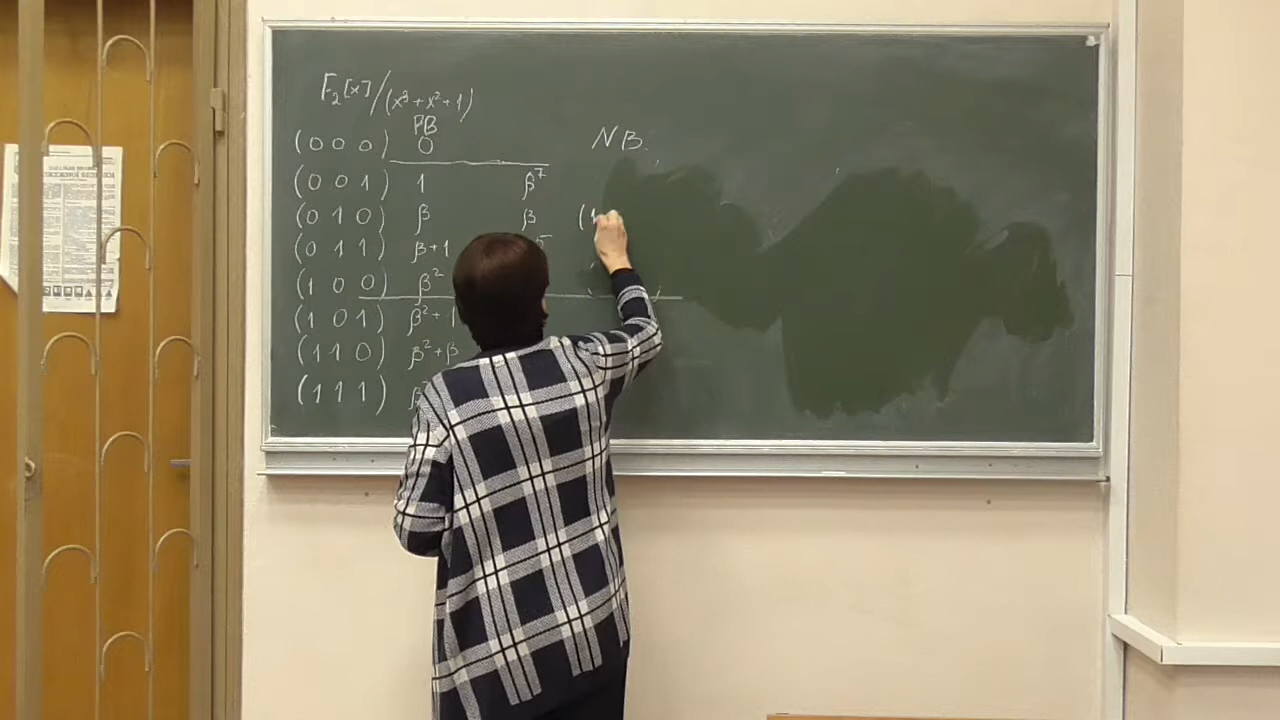 F₂[x]/(x³+x²+1)
PB NB.
(0 0 0) 0
(0 0 1) 1 β⁷
(0 1 0) β β (1
(0 1 1) β+1 5
(1 0 0) β²
(1 0 1) β²+1
(1 1 0) β²+β
(1 1 1) β